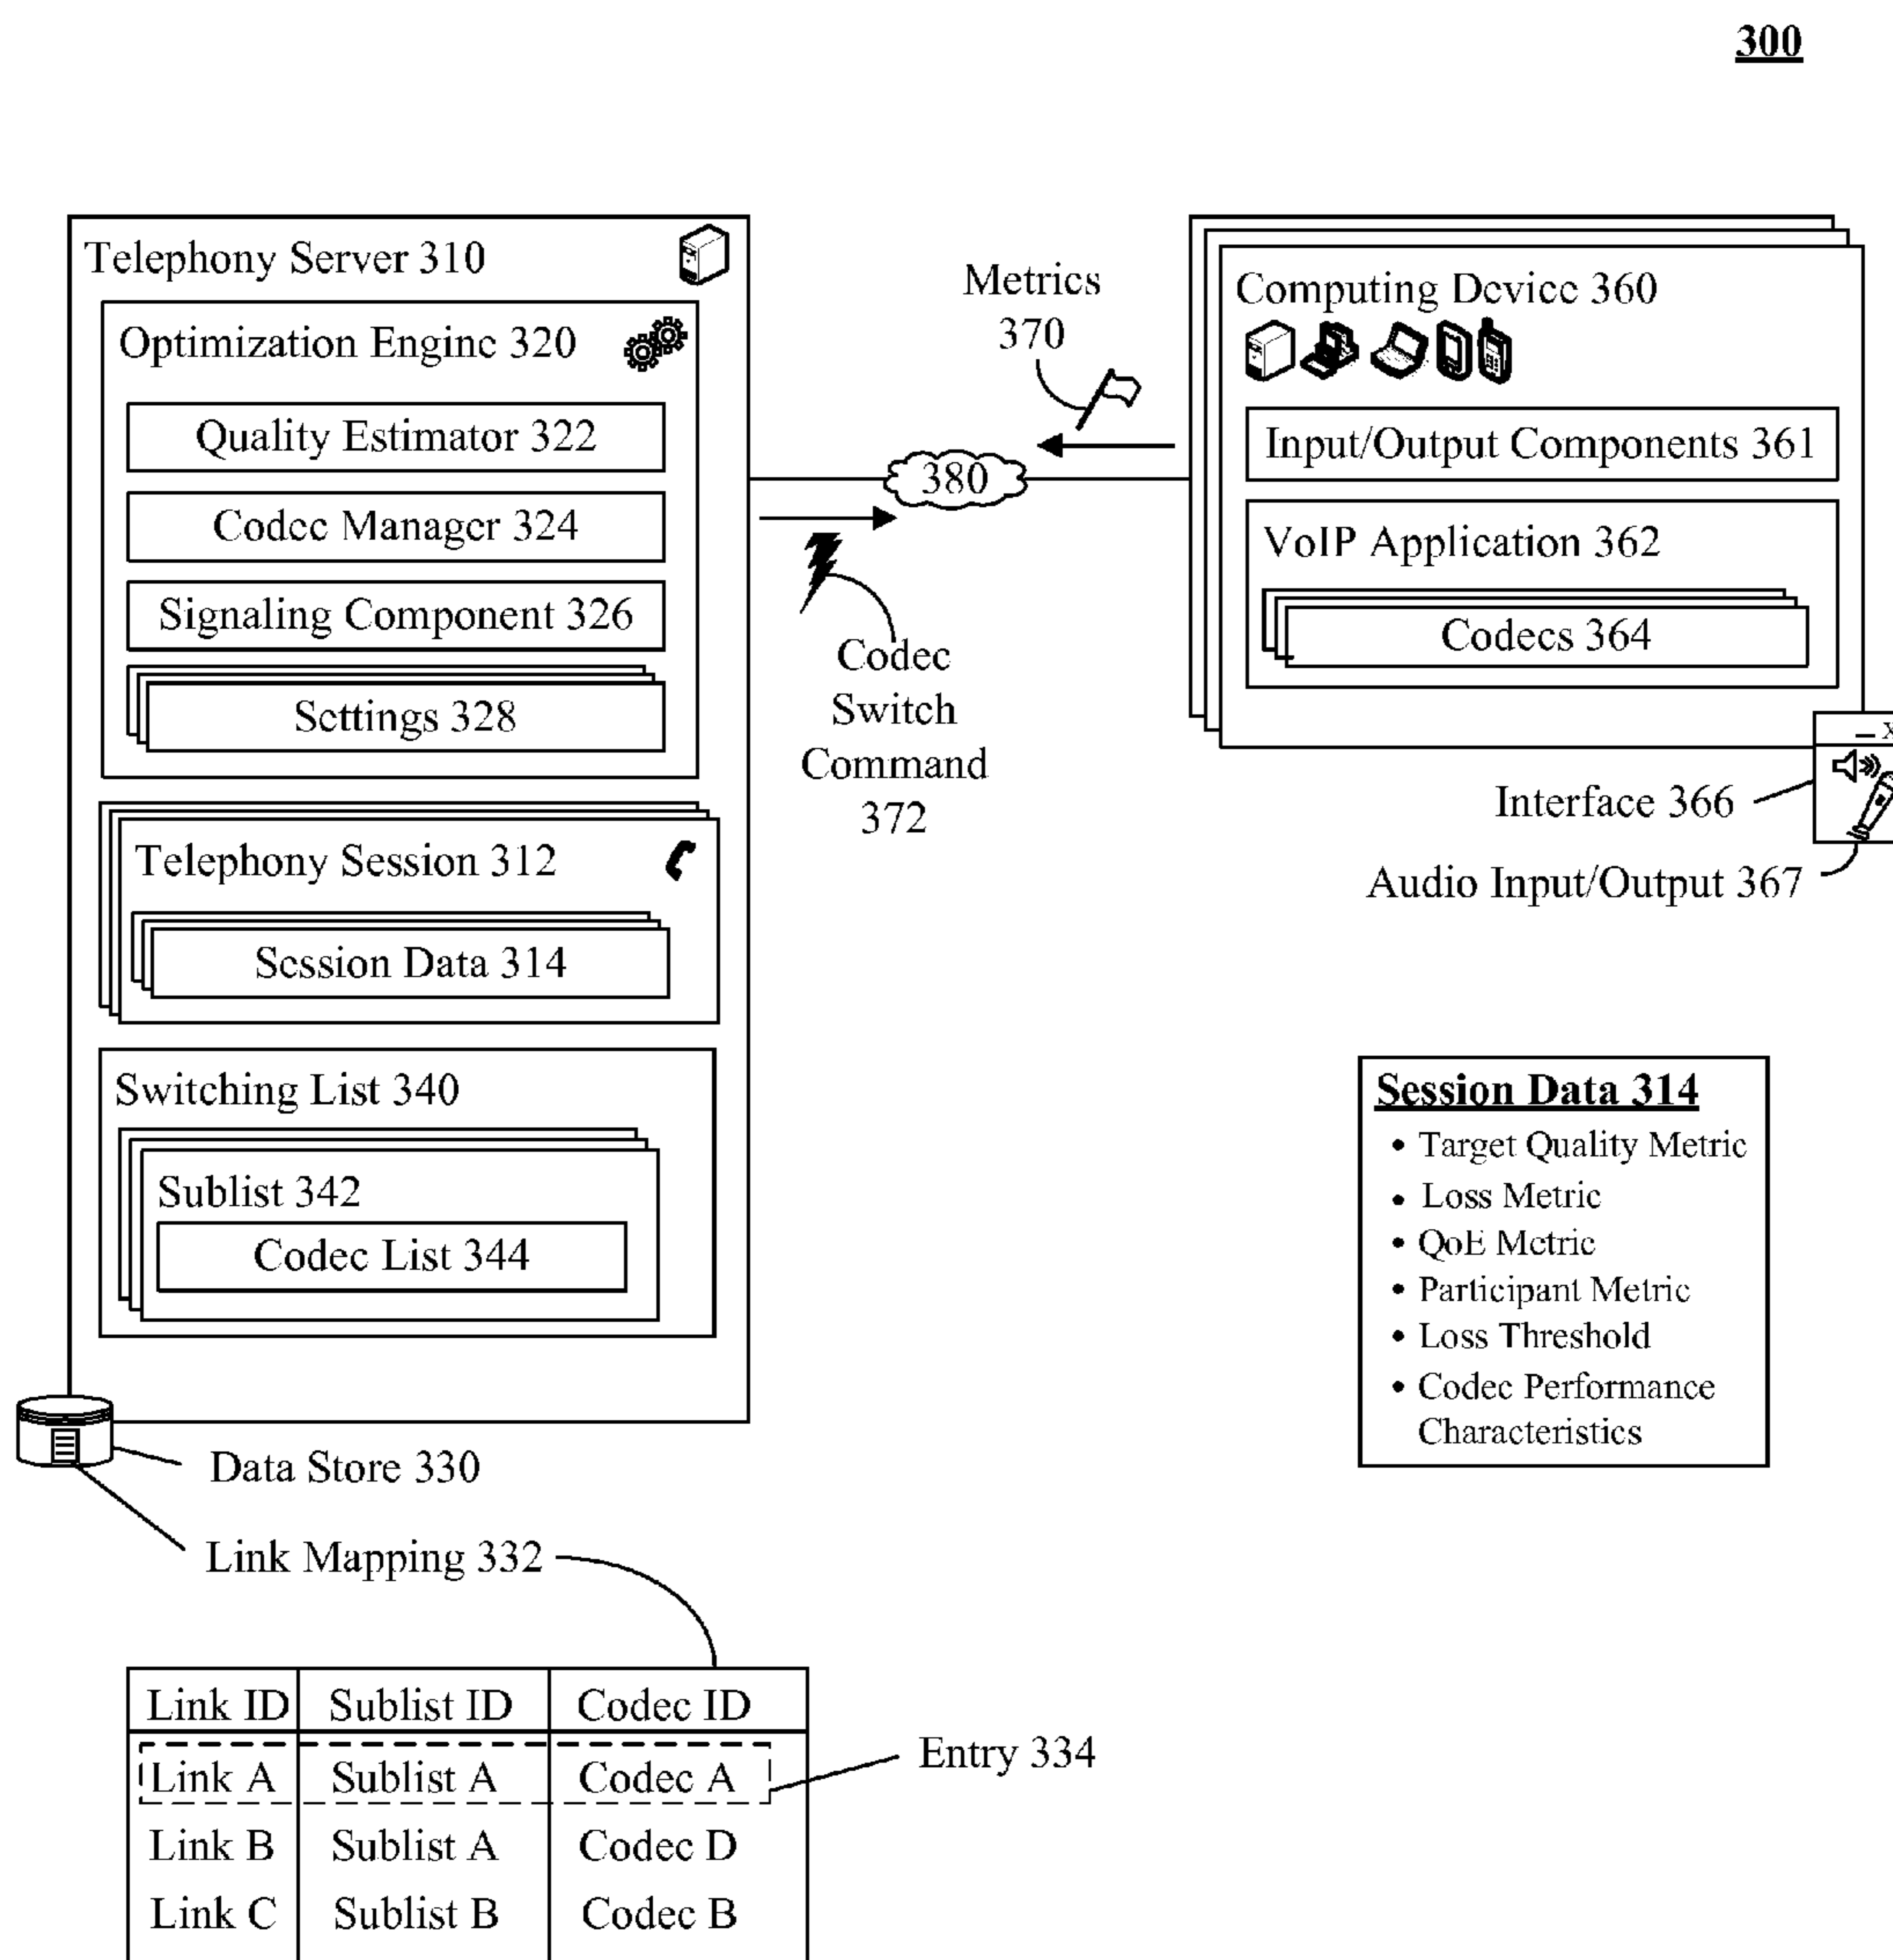 300
Telephony Server 310
Optimization Engine 320
Quality Estimator 322
Codec Manager 324
Signaling Component 326
Settings 328
Telephony Session 312
Session Data 314
Switching List 340
Sublist 342
Codec List 344
Metrics
370
380
Codec
Switch
Command
372
Computing Device 360
Input/Output Components 361
VoIP Application 362
Codecs 364
_ x
Interface 366
Audio Input/Output 367
Session Data 314
• Target Quality Metric
• Loss Metric
• QoE Metric
• Participant Metric
• Loss Threshold
• Codec Performance
Characteristics
Data Store 330
Link Mapping 332
Link ID Sublist ID Codec ID
Link A Sublist A Codec A
Entry 334
Link B Sublist A Codec D
Link C Sublist B Codec B